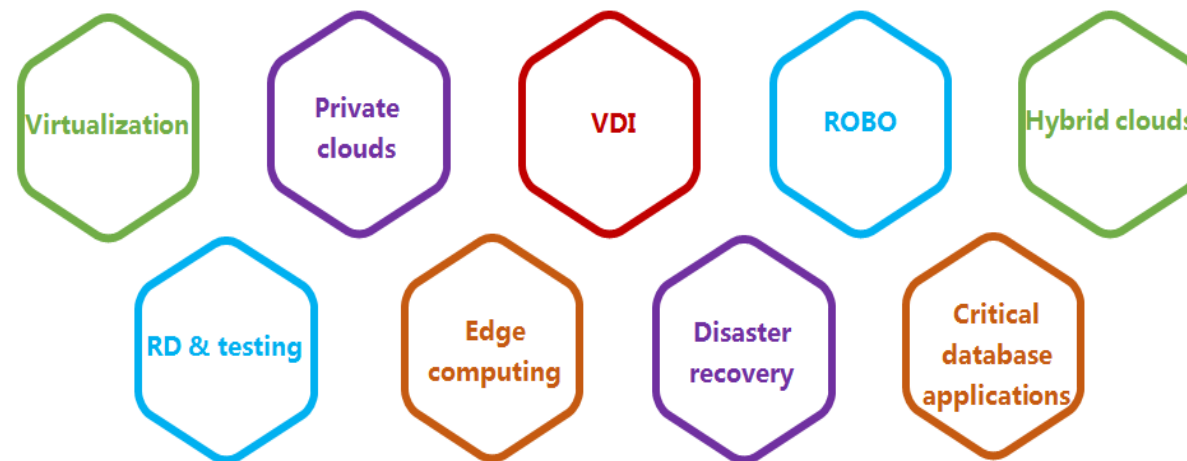 Virtualization
Private
clouds
VDI
ROBO
Hybrid clouds
RD & testing
Edge
computing
Disaster
recovery
Critical
database
applications